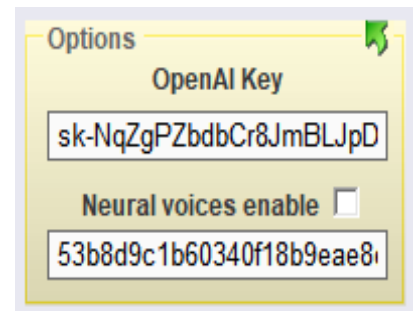 Options
OpenAI Key
sk-NqZgPZbdbCr8JmBLJpD
Neural voices enable
53b8d9c1b60340f18b9eae8